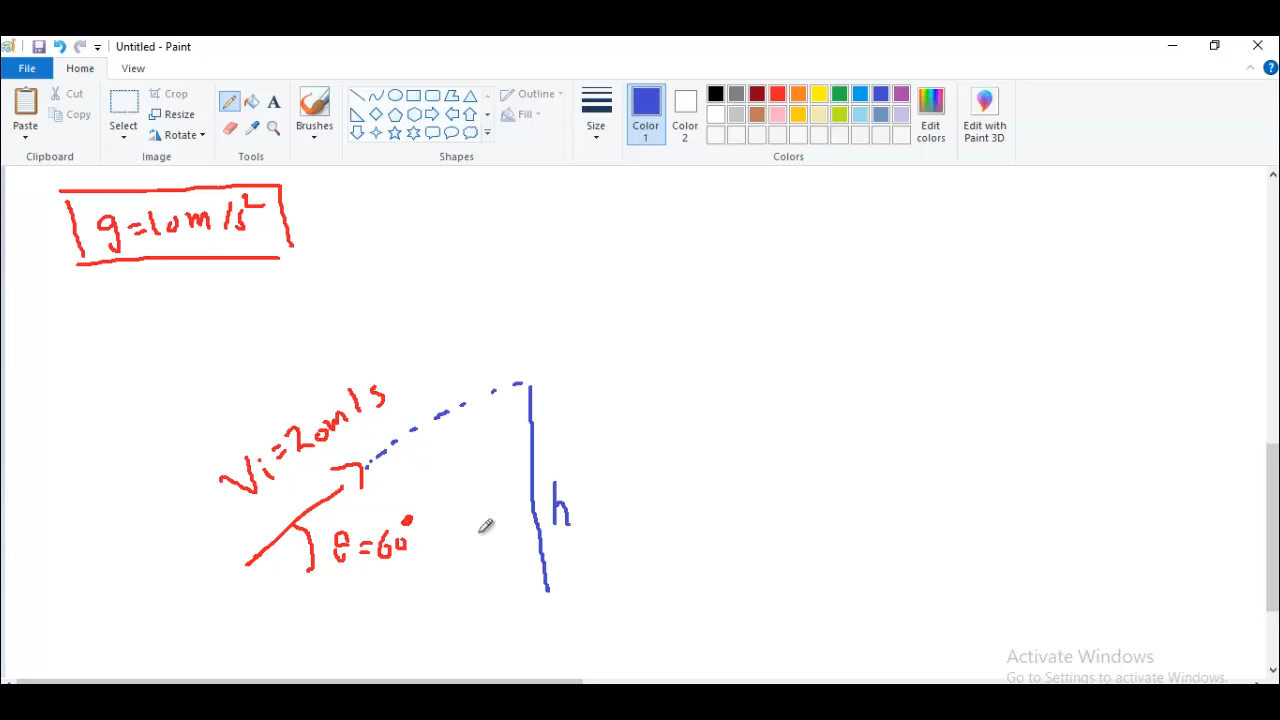 Untitled - Paint
File Home View
Paste
Cut
Copy
Clipboard
Select
Crop
Resize
Rotate
Image
A
Tools
Brushes
Outline
Fill
Shapes
Size
Color 1
Color 2
Edit colors
Colors
Edit with Paint 3D
g=10m/s²
Vi=20m/s
θ=60°
h
Activate Windows
Go to Settings to activate Windows.